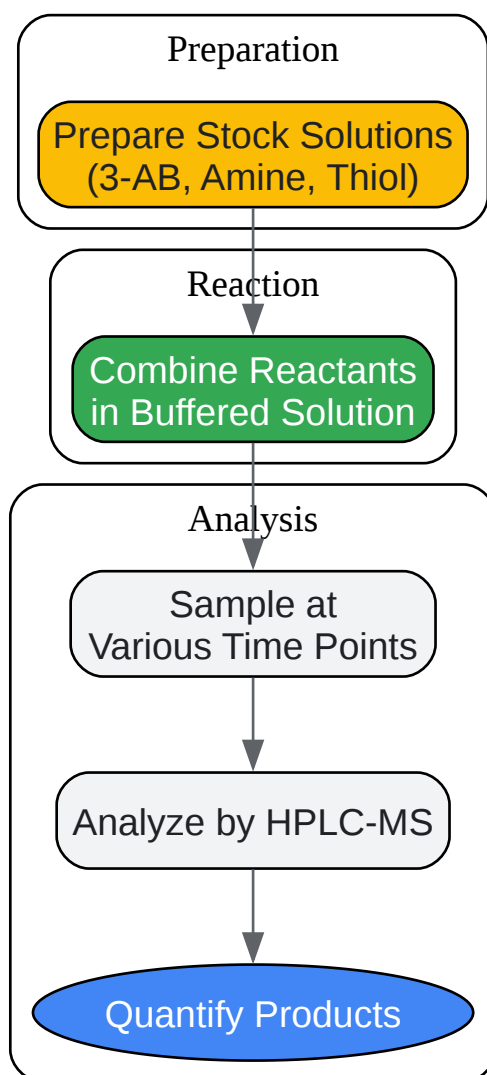 Preparation
Prepare Stock Solutions
(3-AB, Amine, Thiol)
Reaction
Combine Reactants
in Buffered Solution
Analysis
Sample at
Various Time Points
Analyze by HPLC-MS
Quantify Products